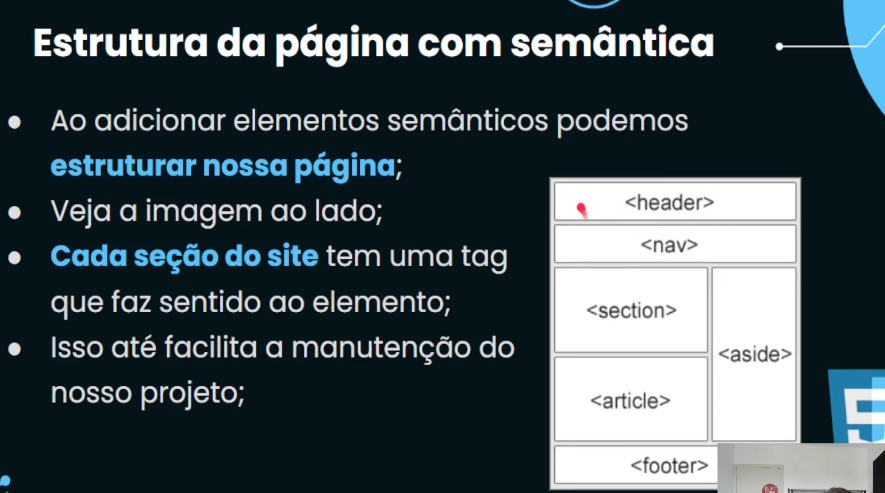 Estrutura da página com semântica
● Ao adicionar elementos semânticos podemos
estruturar nossa página;
● Veja a imagem ao lado;
● Cada seção do site tem uma tag
que faz sentido ao elemento;
● Isso até facilita a manutenção do
nosso projeto;
<header>
<nav>
<section>
<aside>
<article>
<footer>